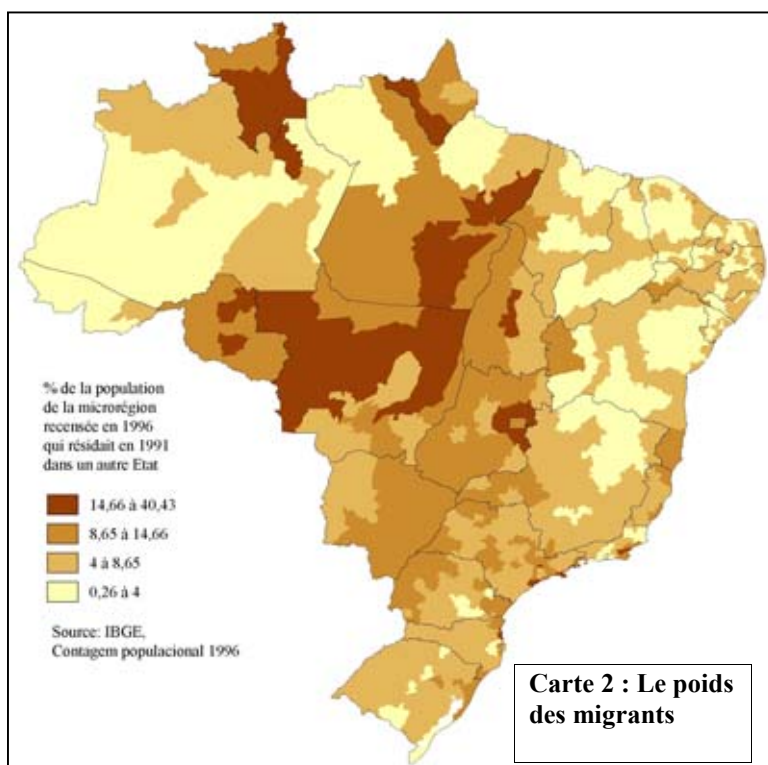 % de la population
de la microrégion
recensée en 1996
qui résidait en 1991
dans un autre Etat
14,66 à 40,43
8,65 à 14,66
4 à 8,65
0,26 à 4
Source: IBGE,
Contagem populacional 1996
Carte 2 : Le poids
des migrants